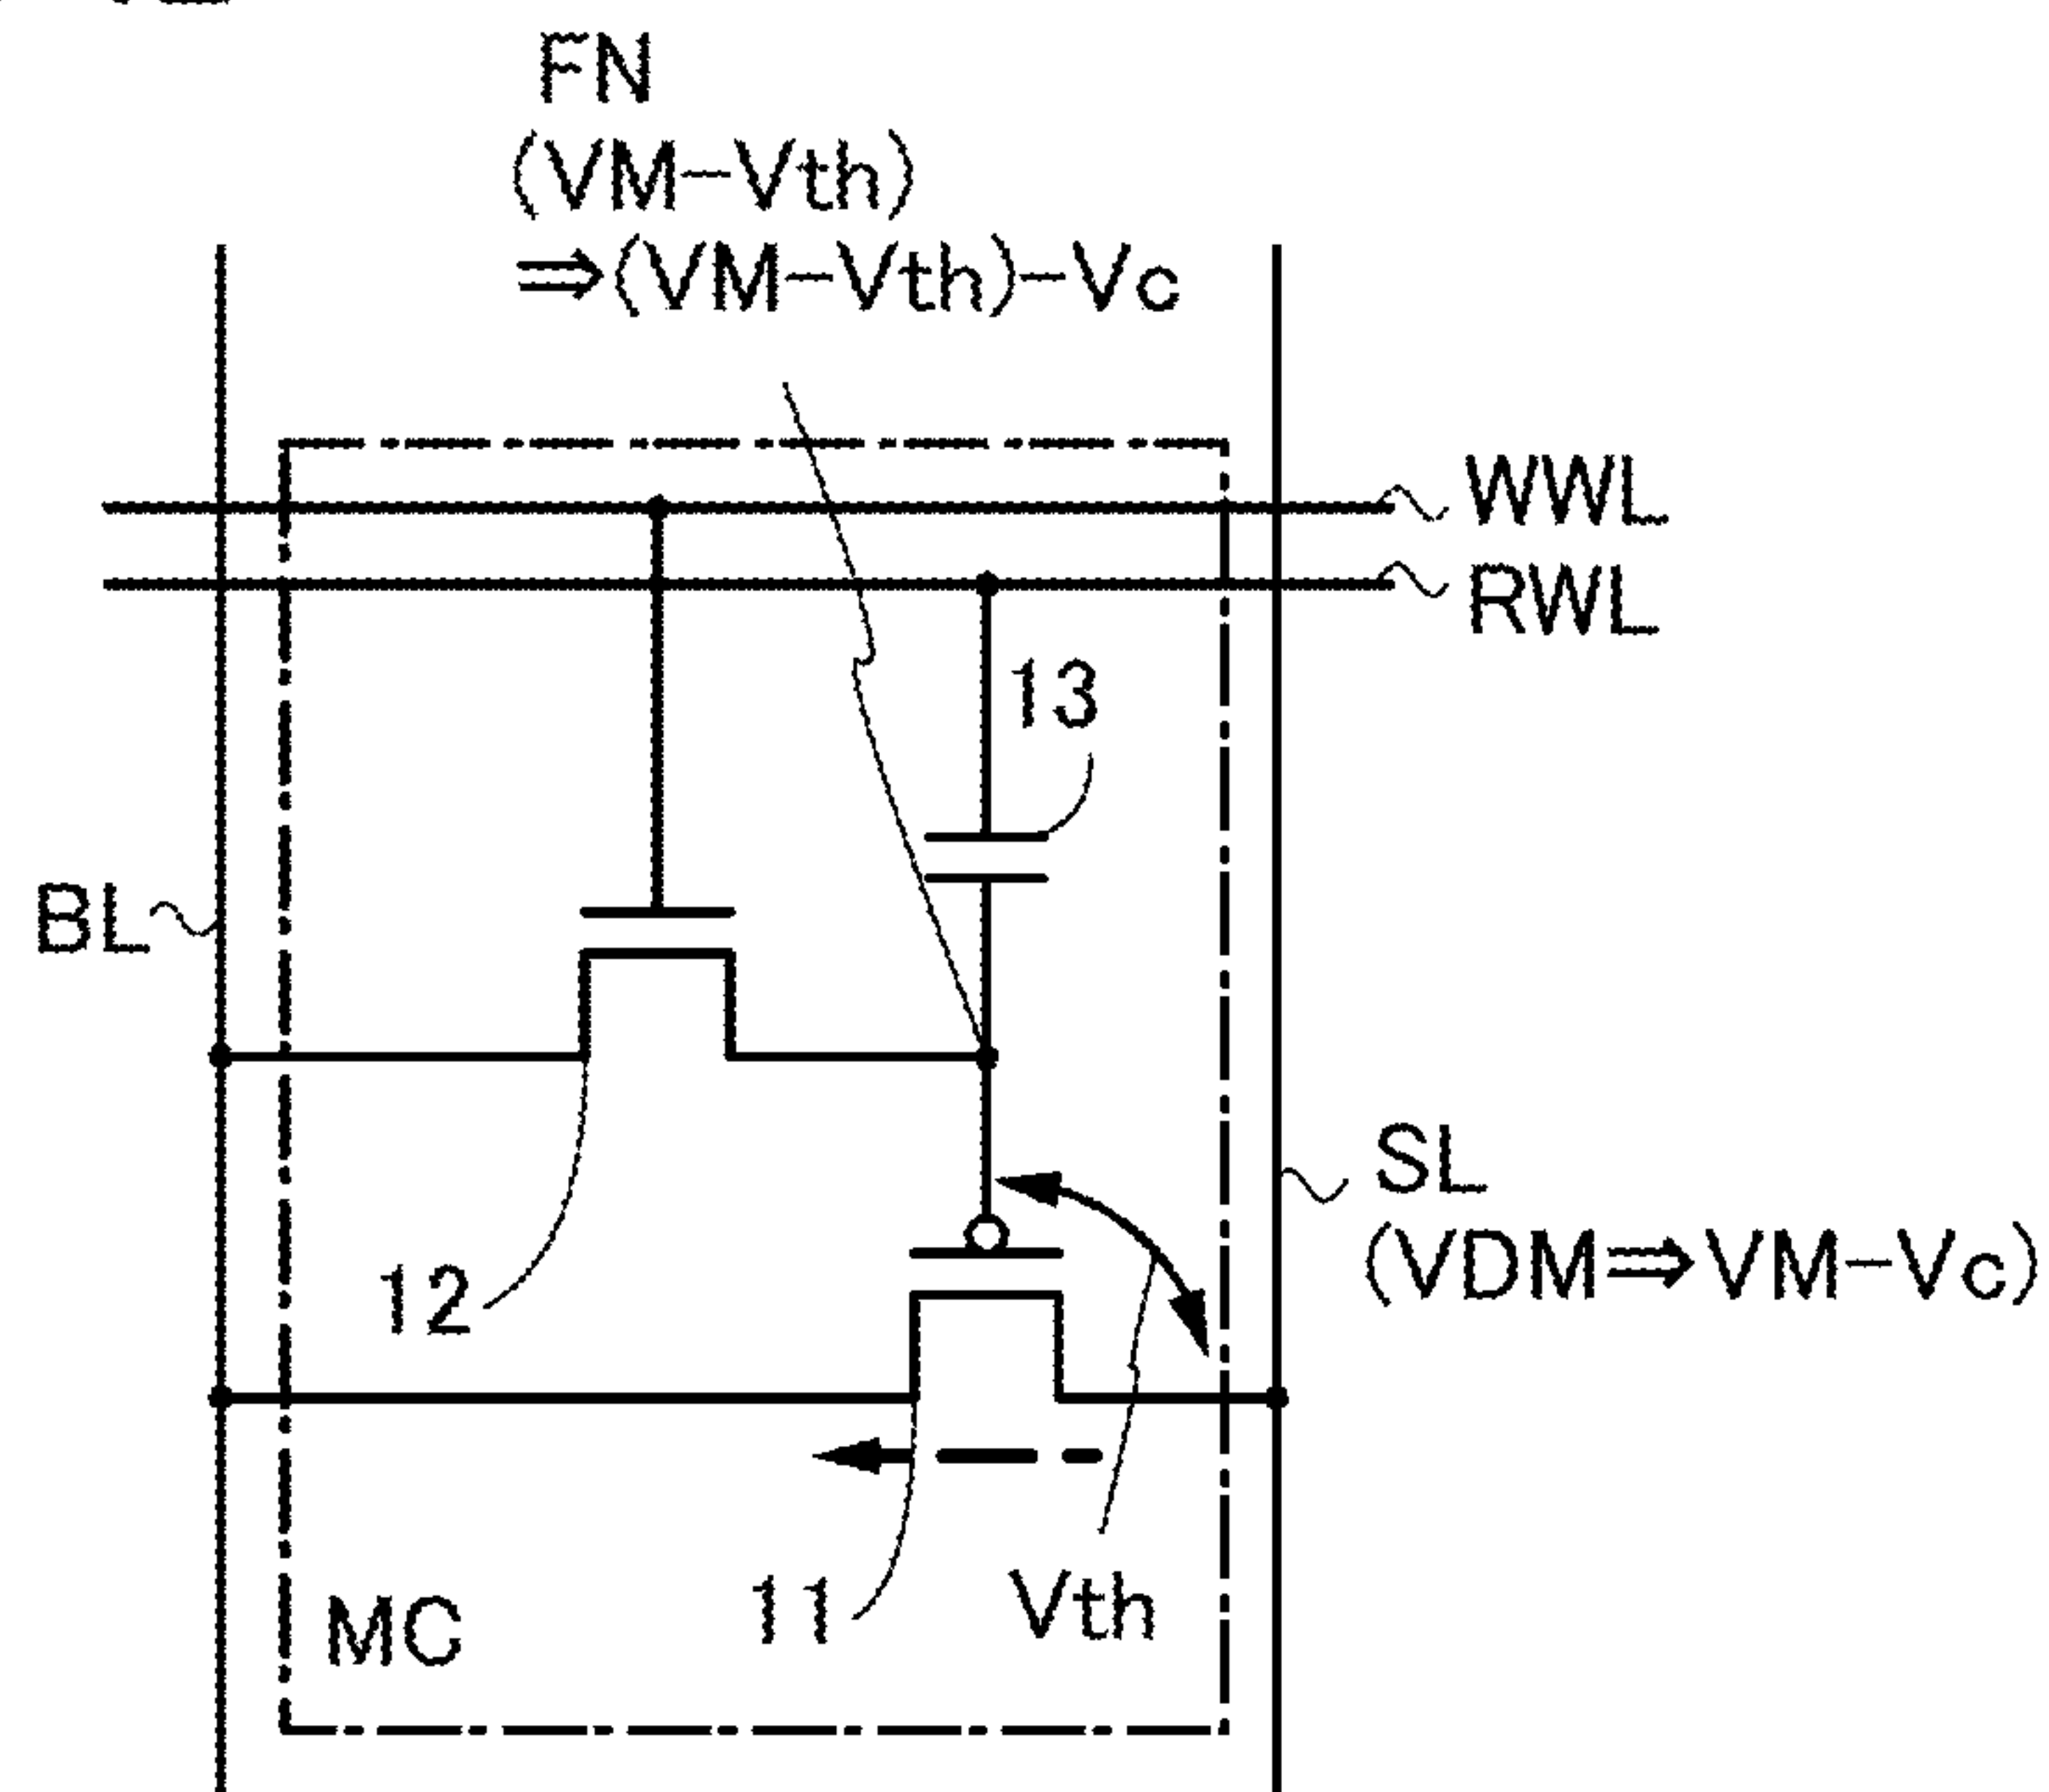 FN
(VM−Vth)
⇒(VM−Vth)−Vc
WWL
RWL
13
BL
SL
(VDM⇒VM−Vc)
12
11
Vth
MC